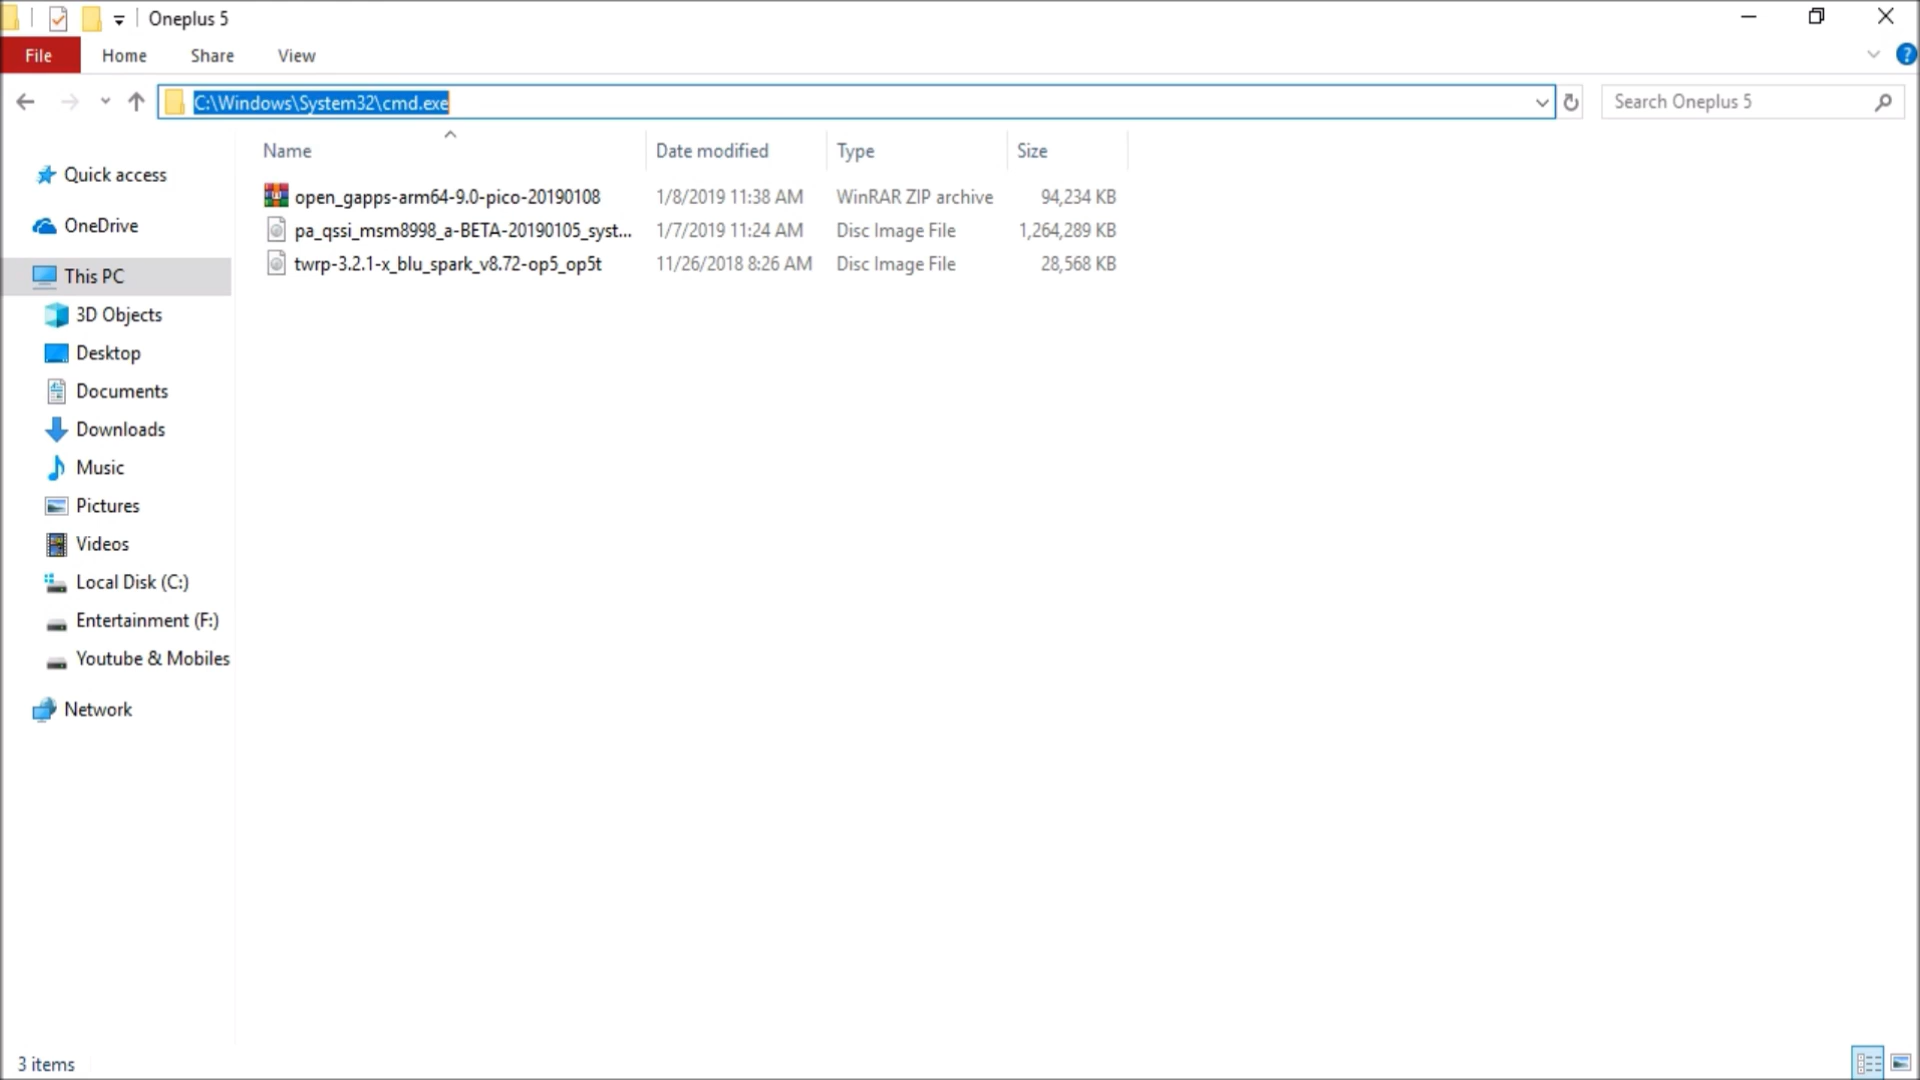 Oneplus 5
File Home Share View
C:\Windows\System32\cmd.exe
Search Oneplus 5
Name Date modified Type Size
open_gapps-arm64-9.0-pico-20190108 1/8/2019 11:38 AM WinRAR ZIP archive 94,234 KB
pa_qssi_msm8998_a-BETA-20190105_syst... 1/7/2019 11:24 AM Disc Image File 1,264,289 KB
twrp-3.2.1-x_blu_spark_v8.72-op5_op5t 11/26/2018 8:26 AM Disc Image File 28,568 KB
Quick access
OneDrive
This PC
3D Objects
Desktop
Documents
Downloads
Music
Pictures
Videos
Local Disk (C:)
Entertainment (F:)
Youtube & Mobiles
Network
3 items